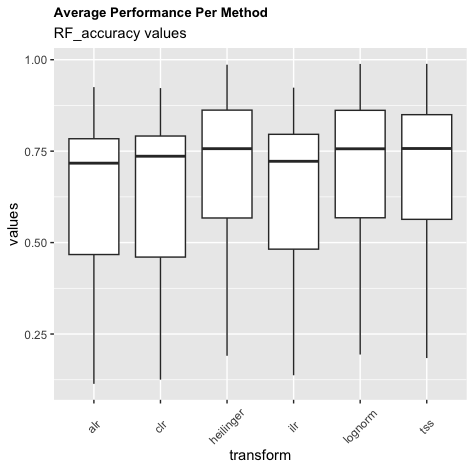 Average Performance Per Method
RF_accuracy values
1.00
0.75
0.50
0.25
values
alr
clr
heilinger
ilr
lognorm
tss
transform